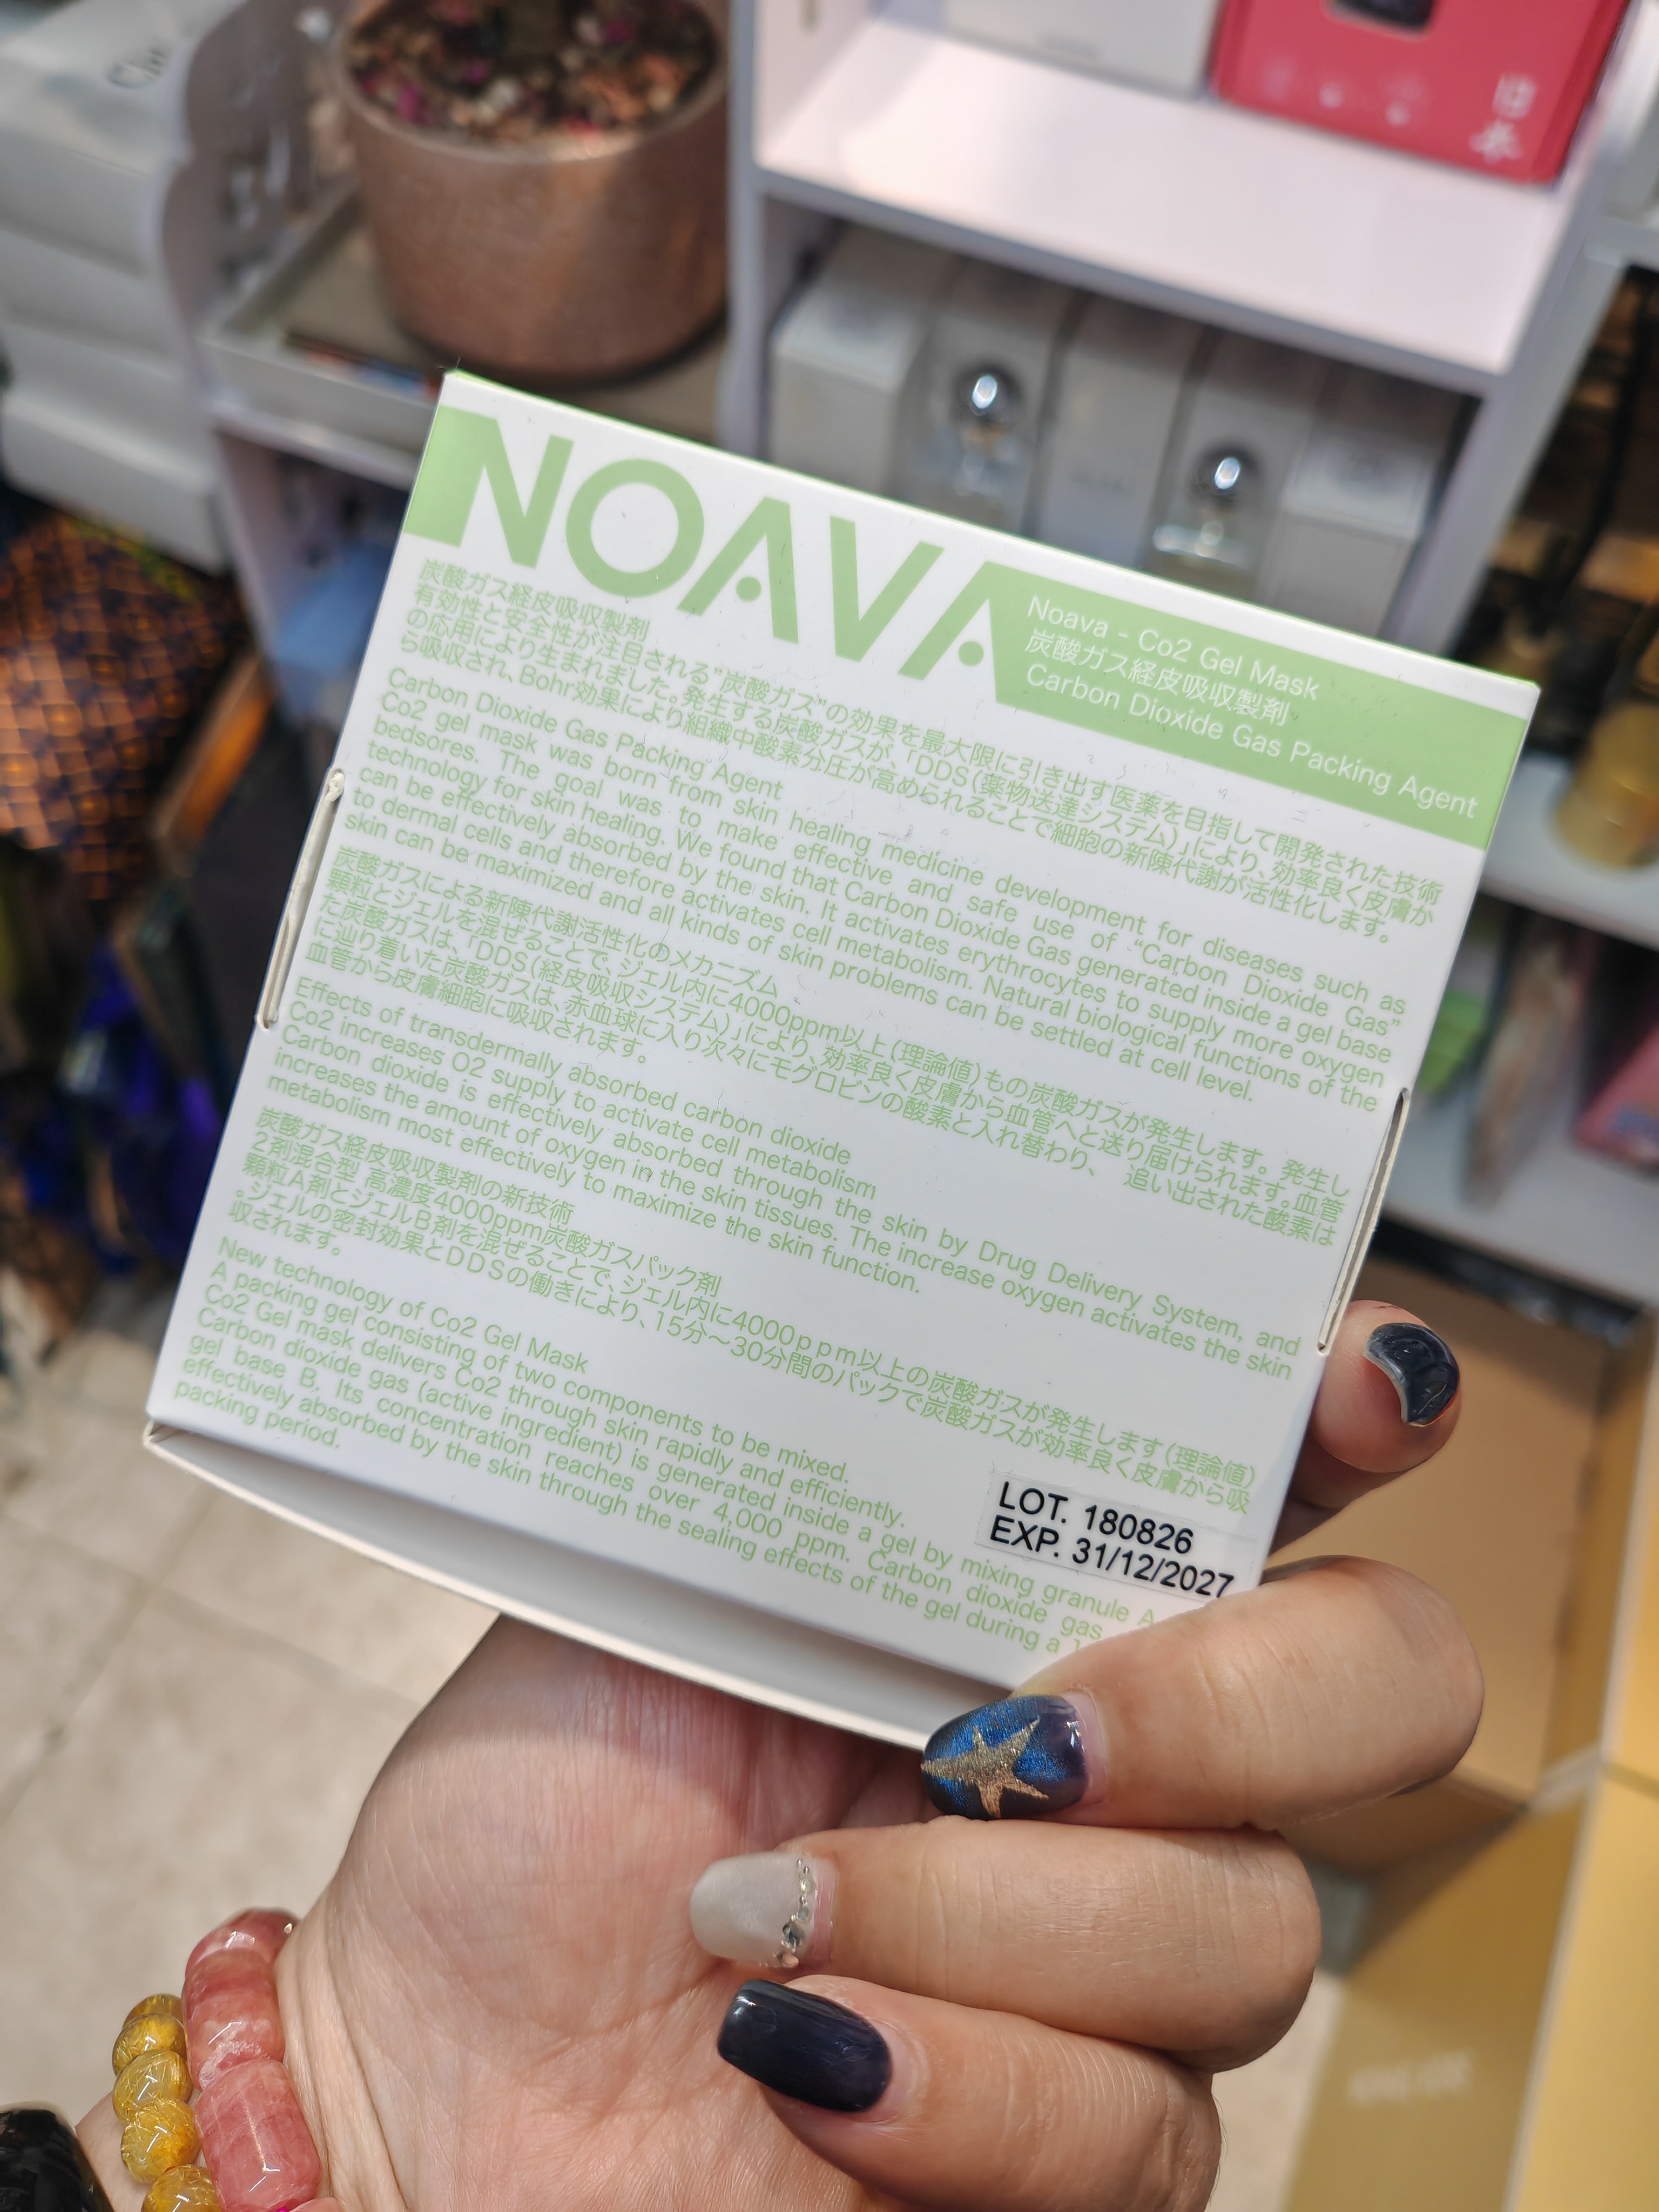 日本
NOAVA
Noava - Co2 Gel Mask
炭酸ガス経皮吸収製剤
Carbon Dioxide Gas Packing Agent
炭酸ガス経皮吸収製剤
有効性と安全性が注目される"炭酸ガス"の効果を最大限に引き出す医薬を目指して開発された技術
の応用により生まれました。発生する炭酸ガスが、「DDS(薬物送達システム)」により、効率良く皮膚か
ら吸収され、Bohr効果により組織中酸素分圧が高められることで細胞の新陳代謝が活性化します。
Carbon Dioxide Gas Packing Agent
Co2 gel mask was born from skin healing medicine development for diseases such as
bedsores. The goal was to make effective and safe use of “Carbon Dioxide Gas”
technology for skin healing. We found that Carbon Dioxide Gas generated inside a gel base
can be effectively absorbed by the skin. It activates erythrocytes to supply more oxygen
to dermal cells and therefore activates cell metabolism. Natural biological functions of the
skin can be maximized and all kinds of skin problems can be settled at cell level.
炭酸ガスによる新陳代謝活性化のメカニズム
顆粒とジェルを混ぜることで、ジェル内に4000ppm以上(理論値)もの炭酸ガスが発生します。発生し
た炭酸ガスは、「DDS(経皮吸収システム)」により、効率良く皮膚から血管へと送り届けられます。血管
に辿り着いた炭酸ガスは、赤血球に入り次々にモグロビンの酸素と入れ替わり、 追い出された酸素は
血管から皮膚細胞に吸収されます。
Effects of transdermally absorbed carbon dioxide
Co2 increases O2 supply to activate cell metabolism
Carbon dioxide is effectively absorbed through the skin by Drug Delivery System, and
increases the amount of oxygen in the skin tissues. The increase oxygen activates the skin
metabolism most effectively to maximize the skin function.
炭酸ガス経皮吸収製剤の新技術
2剤混合型 高濃度4000ppm炭酸ガスパック剤
顆粒A剤とジェルB剤を混ぜることで、ジェル内に4000ppm以上の炭酸ガスが発生します(理論値)
。ジェルの密封効果とDDSの働きにより、15分～30分間のパックで炭酸ガスが効率良く皮膚から吸
収されます。
New technology of Co2 Gel Mask
A packing gel consisting of two components to be mixed.
Co2 Gel mask delivers Co2 through skin rapidly and efficiently.
Carbon dioxide gas (active ingredient) is generated inside a gel by mixing granule A
gel base B. Its concentration reaches over 4,000 ppm. Carbon dioxide gas
effectively absorbed by the skin through the sealing effects of the gel during a
packing period.
LOT. 180826
EXP. 31/12/2027